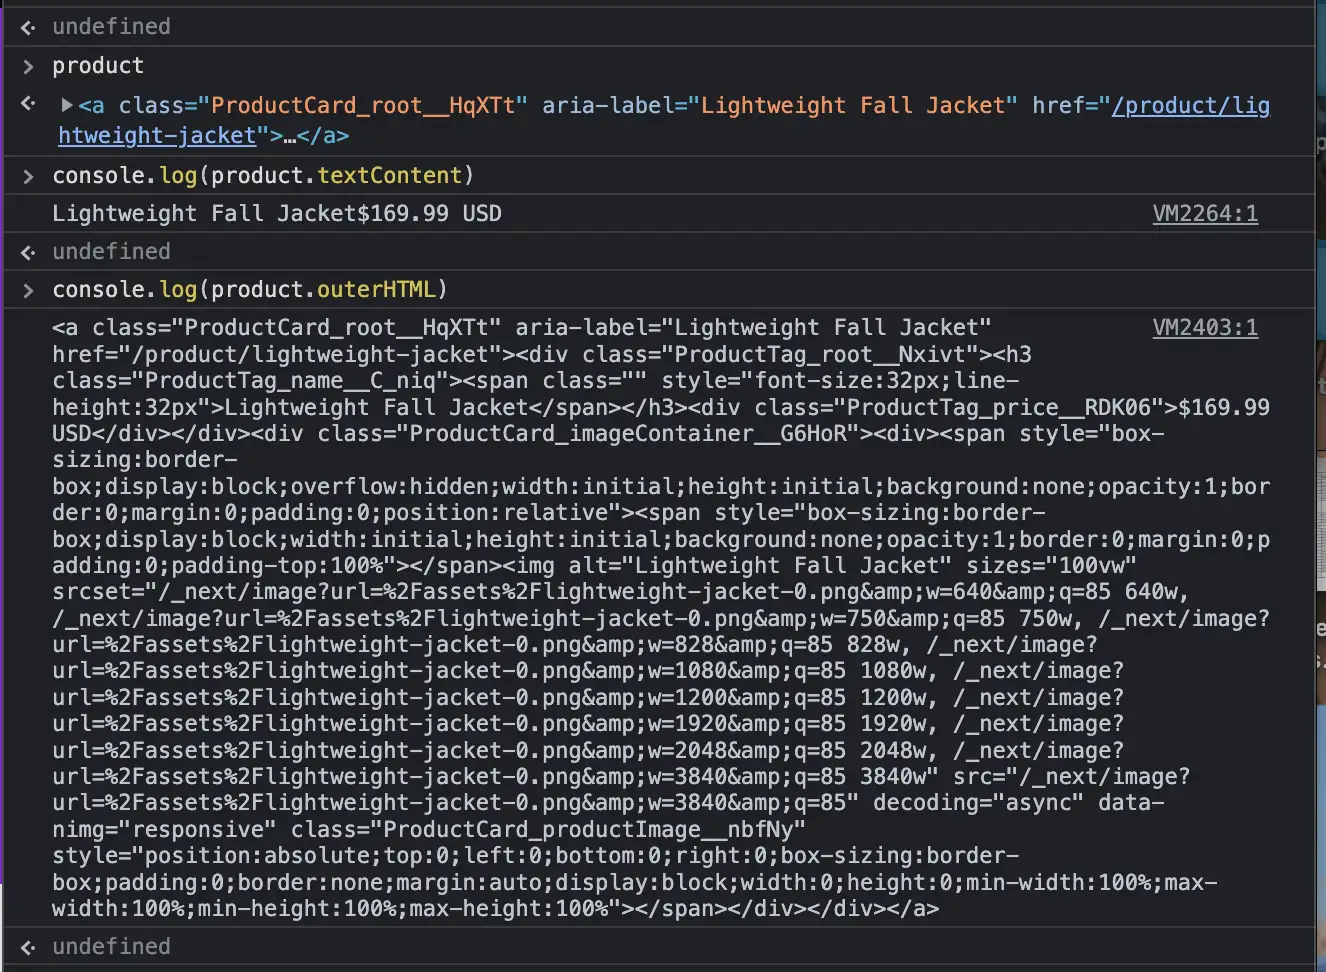 undefined
product
<a class="ProductCard_root__HqXTt" aria-label="Lightweight Fall Jacket" href="/product/lig
htweight-jacket">…</a>
console.log(product.textContent)
Lightweight Fall Jacket$169.99 USD VM2264:1
undefined
console.log(product.outerHTML)
<a class="ProductCard_root__HqXTt" aria-label="Lightweight Fall Jacket" VM2403:1
href="/product/lightweight-jacket"><div class="ProductTag_root__Nxivt"><h3
class="ProductTag_name__C_niq"><span class="" style="font-size:32px;line-
height:32px">Lightweight Fall Jacket</span></h3><div class="ProductTag_price__RDK06">$169.99
USD</div></div><div class="ProductCard_imageContainer__G6HoR"><div><span style="box-
sizing:border-
box;display:block;overflow:hidden;width:initial;height:initial;background:none;opacity:1;bor
der:0;margin:0;padding:0;position:relative"><span style="box-sizing:border-
box;display:block;width:initial;height:initial;background:none;opacity:1;border:0;margin:0;p
adding:0;padding-top:100%"></span><img alt="Lightweight Fall Jacket" sizes="100vw"
srcset="/_next/image?url=%2Fassets%2Flightweight-jacket-0.png&amp;w=640&amp;q=85 640w,
/_next/image?url=%2Fassets%2Flightweight-jacket-0.png&amp;w=750&amp;q=85 750w, /_next/image?
url=%2Fassets%2Flightweight-jacket-0.png&amp;w=828&amp;q=85 828w, /_next/image?
url=%2Fassets%2Flightweight-jacket-0.png&amp;w=1080&amp;q=85 1080w, /_next/image?
url=%2Fassets%2Flightweight-jacket-0.png&amp;w=1200&amp;q=85 1200w, /_next/image?
url=%2Fassets%2Flightweight-jacket-0.png&amp;w=1920&amp;q=85 1920w, /_next/image?
url=%2Fassets%2Flightweight-jacket-0.png&amp;w=2048&amp;q=85 2048w, /_next/image?
url=%2Fassets%2Flightweight-jacket-0.png&amp;w=3840&amp;q=85 3840w" src="/_next/image?
url=%2Fassets%2Flightweight-jacket-0.png&amp;w=3840&amp;q=85" decoding="async" data-
nimg="responsive" class="ProductCard_productImage__nbfNy"
style="position:absolute;top:0;left:0;bottom:0;right:0;box-sizing:border-
box;padding:0;border:none;margin:auto;display:block;width:0;height:0;min-width:100%;max-
width:100%;min-height:100%;max-height:100%"></span></div></div></a>
undefined